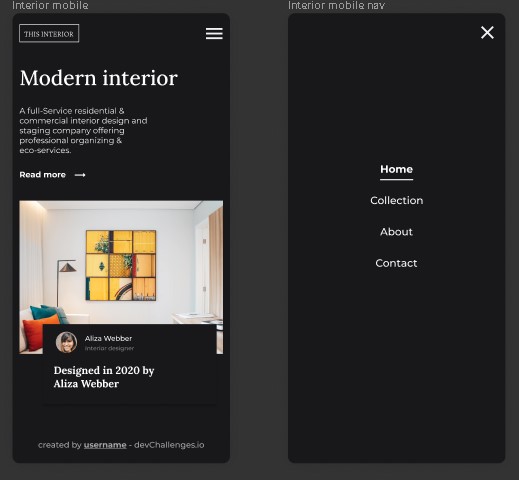 Interior mobile
THIS INTERIOR
Modern interior
A full-Service residential &
commercial interior design and
staging company offering
professional organizing &
eco-services.
Read more
Aliza Webber
interior designer
Designed in 2020 by
Aliza Webber
created by username - devChallenges.io
Interior mobile nav
Home
Collection
About
Contact